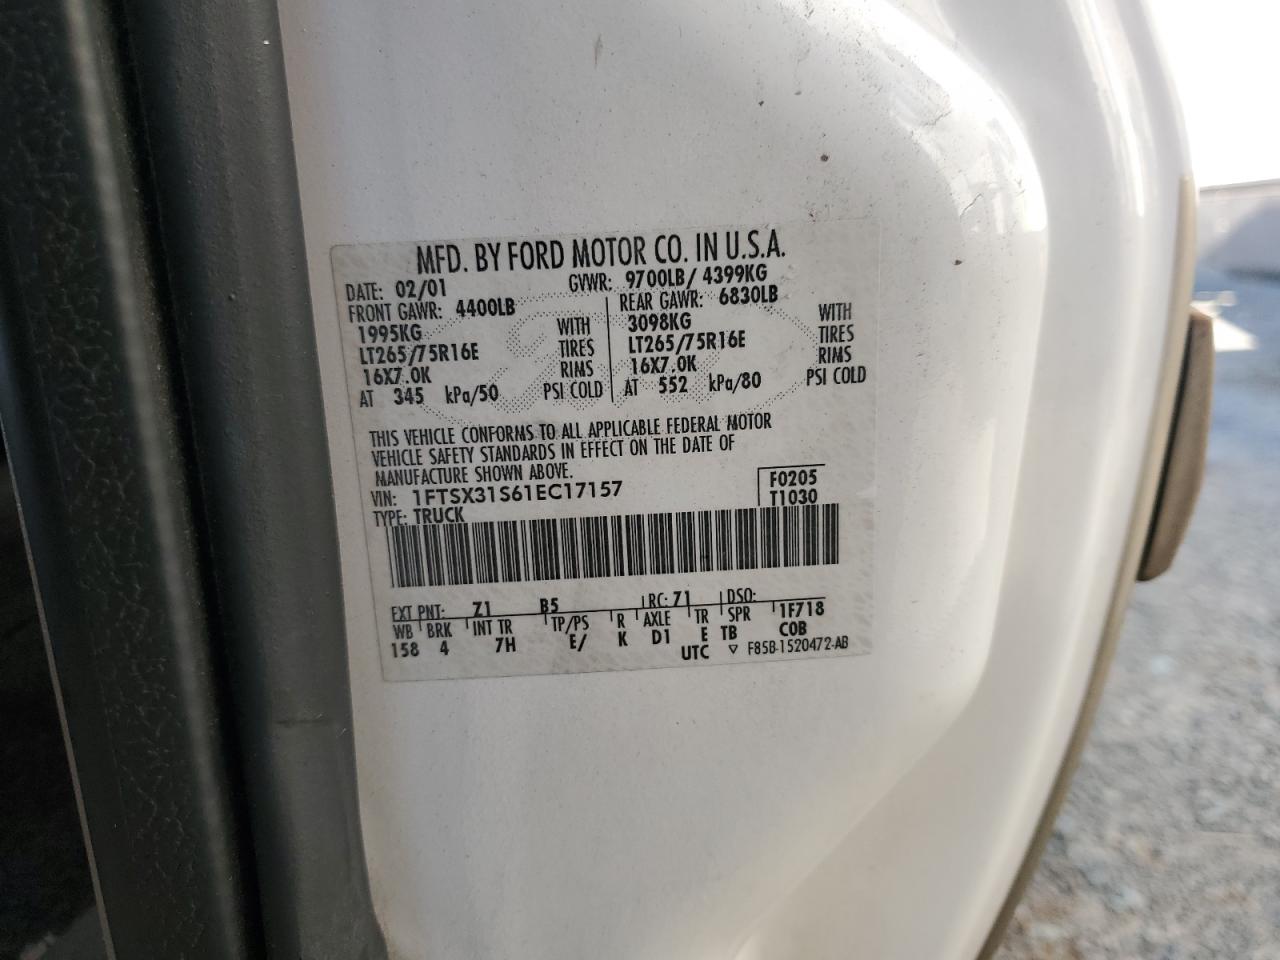 MFD. BY FORD MOTOR CO. IN U.S.A.
DATE: 02/01 GVWR: 9700LB/ 4399KG
FRONT GAWR: 4400LB REAR GAWR: 6830LB
1995KG WITH 3098KG WITH
LT265/75R16E TIRES LT265/75R16E TIRES
16X7.0K RIMS 16X7.0K RIMS
AT 345 kPa/50 PSI COLD AT 552 kPa/80 PSI COLD
THIS VEHICLE CONFORMS TO ALL APPLICABLE FEDERAL MOTOR
VEHICLE SAFETY STANDARDS IN EFFECT ON THE DATE OF
MANUFACTURE SHOWN ABOVE.
VIN: 1FTSX31S61EC17157 F0205
TYPE: TRUCK T1030
EXT PNT: Z1 B5 RC: 71 DSO:
WB BRK INT TR TP/PS R AXLE TR SPR 1F718
158 4 7H E/ K D1 E TB COB
UTC ▽ F85B-1520472-AB